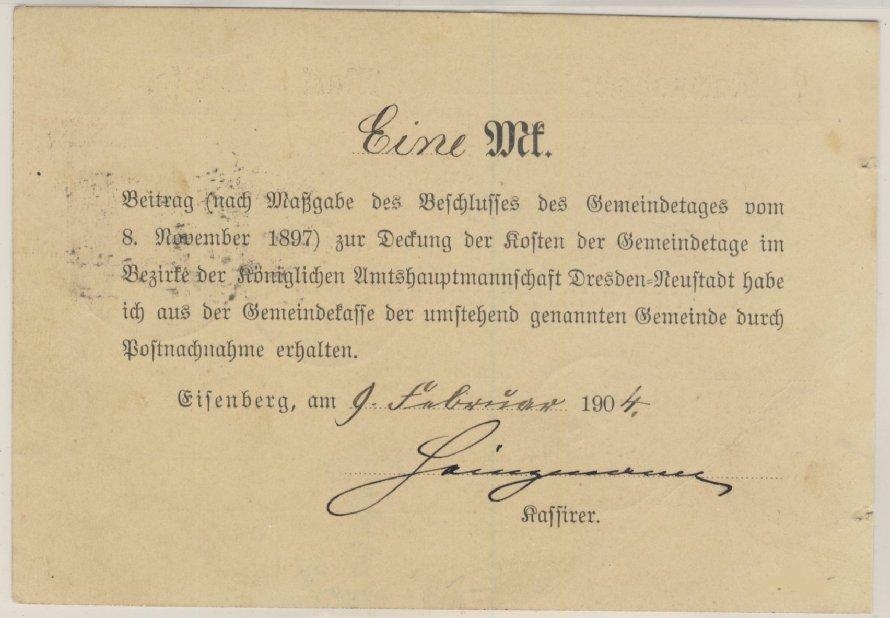 Eine Mk.
Beitrag (nach Maßgabe des Beschlusses des Gemeindetages vom
8. November 1897) zur Deckung der Kosten der Gemeindetage im
Bezirke der Königlichen Amtshauptmannschaft Dresden-Neustadt habe
ich aus der Gemeindekasse der umstehend genannten Gemeinde durch
Postnachnahme erhalten.
Eisenberg, am 9. Februar 1904.
Kassirer.